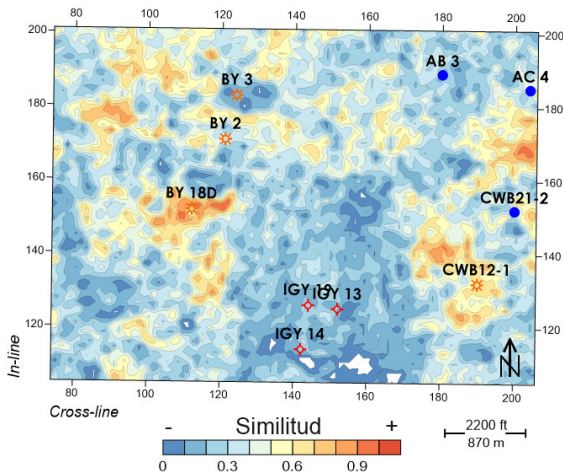 120 140 160 180 200
200 200
BY 3 AB 3
AC 4
180 180
BY 2
160 160
BY 18D
CWB21-2
140 140
CWB12-1
IGY 13
120 120
IGY 14
In-line
N
80 100 120 140 160 180 200
Cross-line
- Similitud +
0 0.3 0.6 0.9
2200 ft
870 m